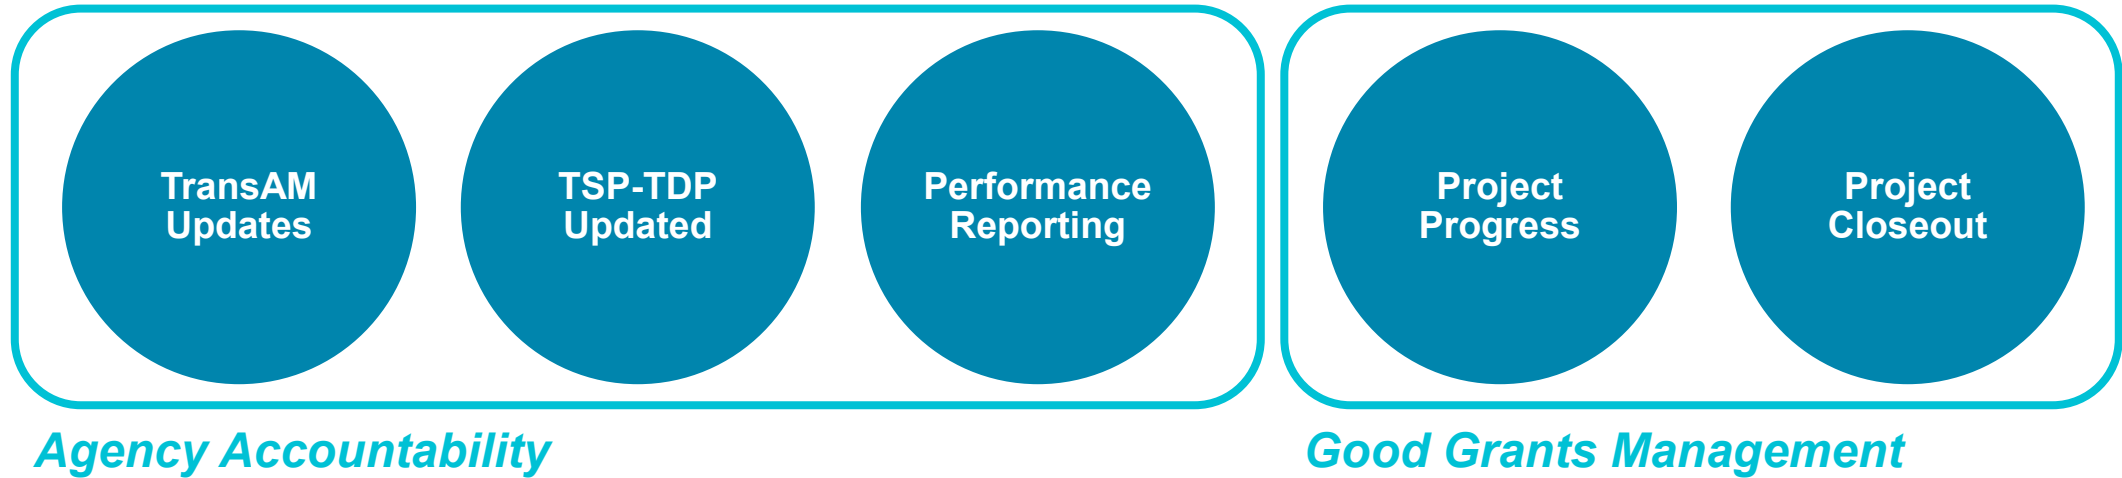 TransAM
Updates
TSP-TDP
Updated
Performance
Reporting
Project
Progress
Project
Closeout
Agency Accountability
Good Grants Management